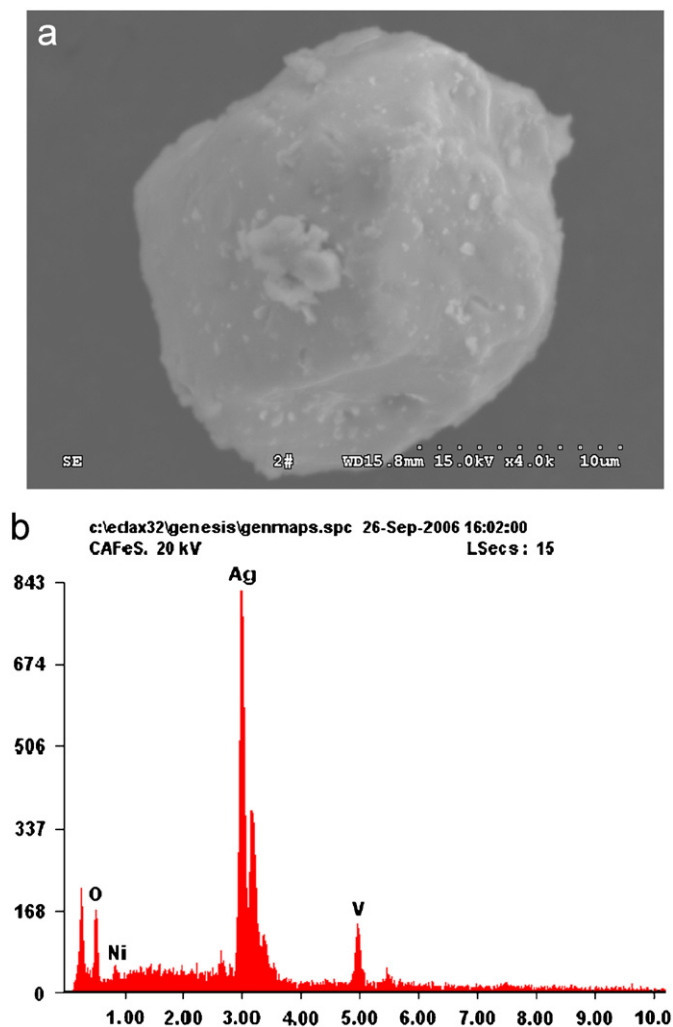 a
SE 2# WD15.8mm 15.0kV x4.0k 10um
b
c:\edax32\genesis\genmaps.spc 26-Sep-2006 16:02:00
CAFeS. 20 kV LSecs: 15
843
Ag
674
506
337
168
O
V
Ni
0
1.00 2.00 3.00 4.00 5.00 6.00 7.00 8.00 9.00 10.0